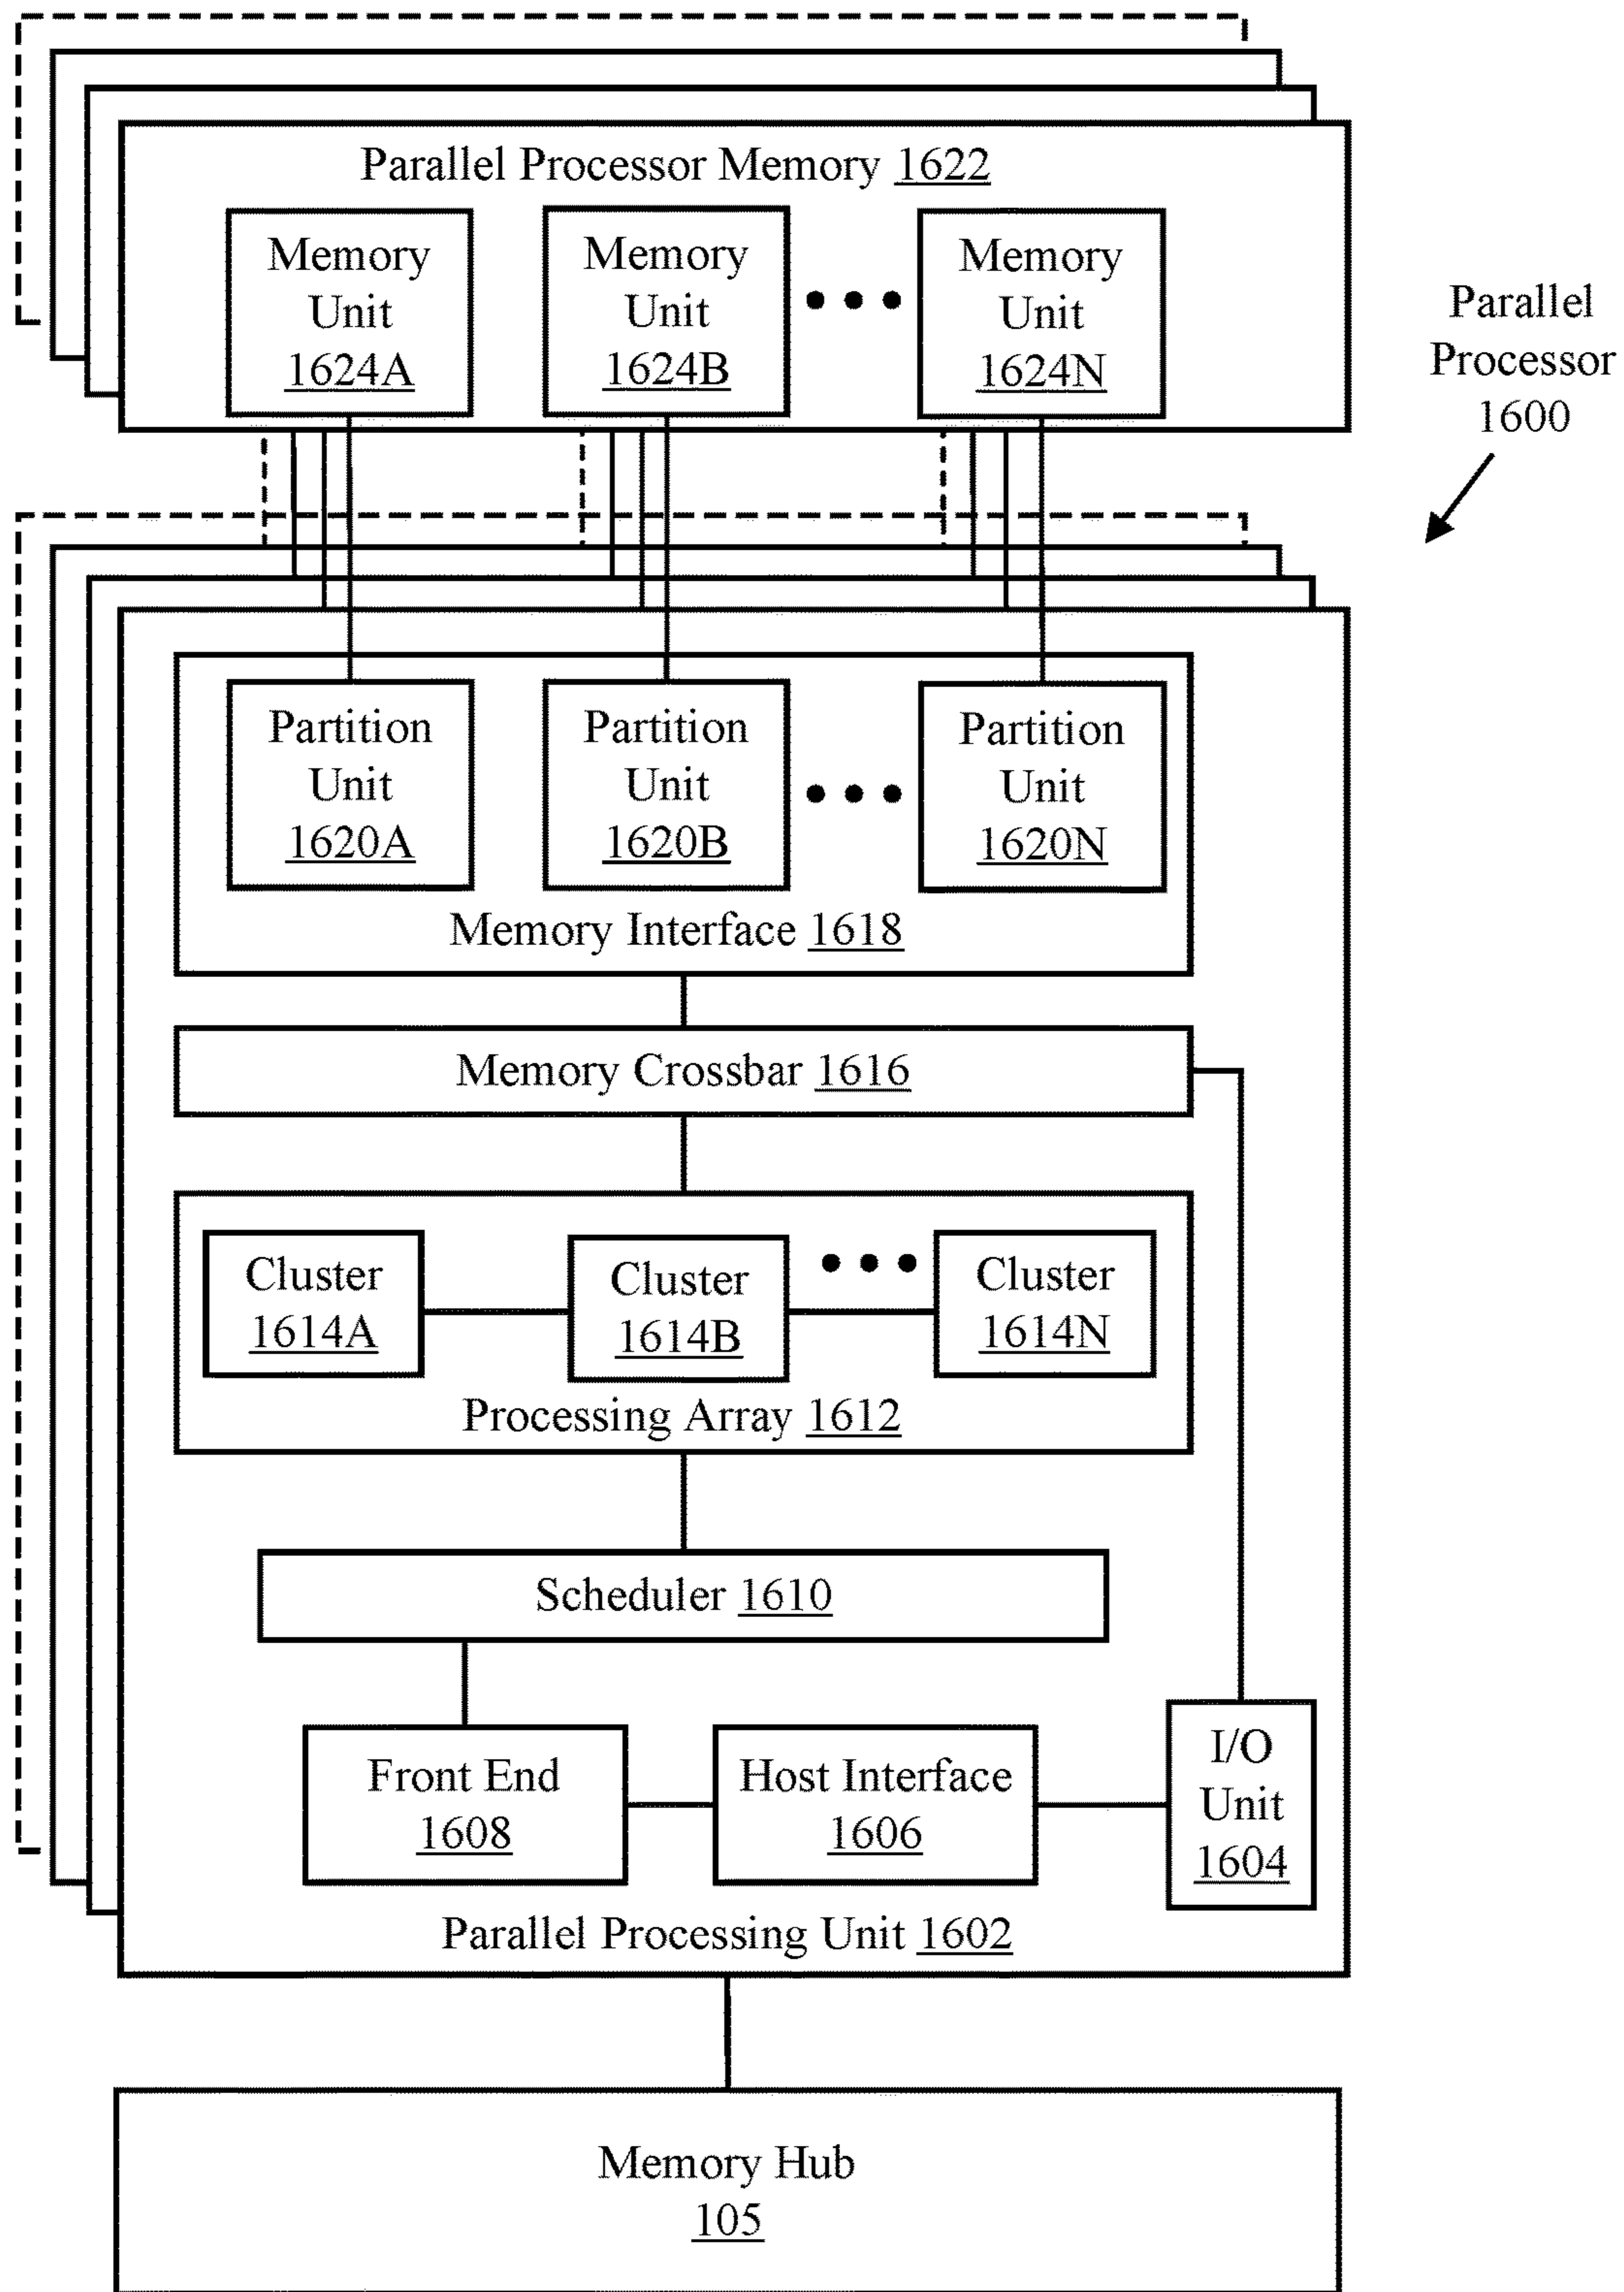 Parallel Processor Memory 1622
Memory
Unit
1624A
Memory
Unit
1624B
Memory
Unit
1624N
Parallel
Processor
1600
Partition
Unit
1620A
Partition
Unit
1620B
Partition
Unit
1620N
Memory Interface 1618
Memory Crossbar 1616
Cluster
1614A
Cluster
1614B
Cluster
1614N
Processing Array 1612
Scheduler 1610
Front End
1608
Host Interface
1606
I/O
Unit
1604
Parallel Processing Unit 1602
Memory Hub
105